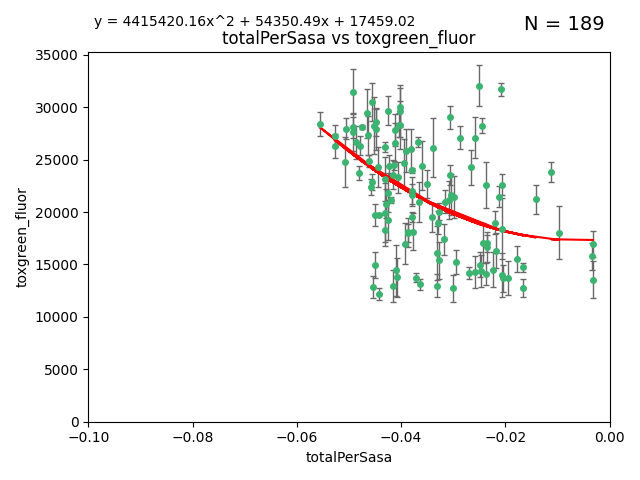 y = 4415420.16x^2 + 54350.49x + 17459.02
N = 189
totalPerSasa vs toxgreen_fluor
35000
30000
25000
20000
15000
10000
5000
0
toxgreen_fluor
−0.10
−0.08
−0.06
−0.04
−0.02
0.00
totalPerSasa